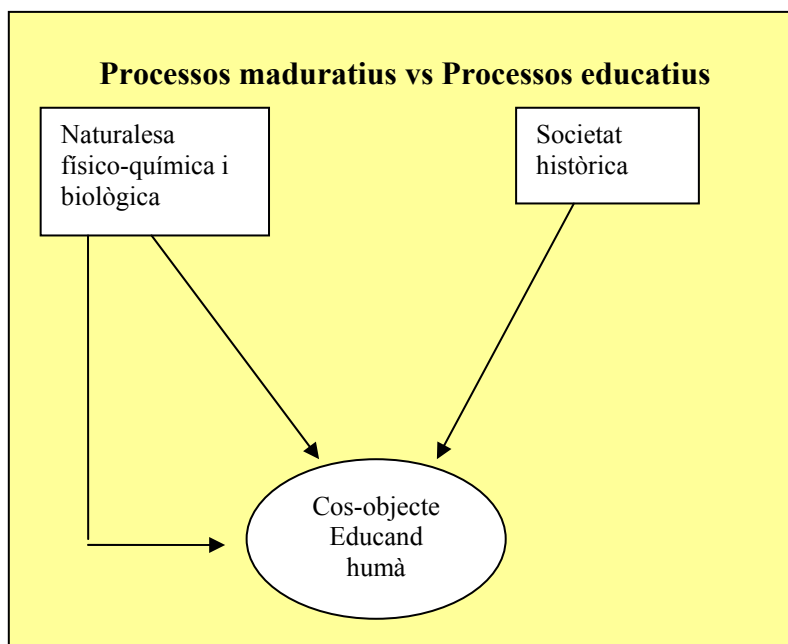 Processos maduratius vs Processos educatius
Naturalesa
físico-química i
biològica
Societat
històrica
Cos-objecte
Educand
humà